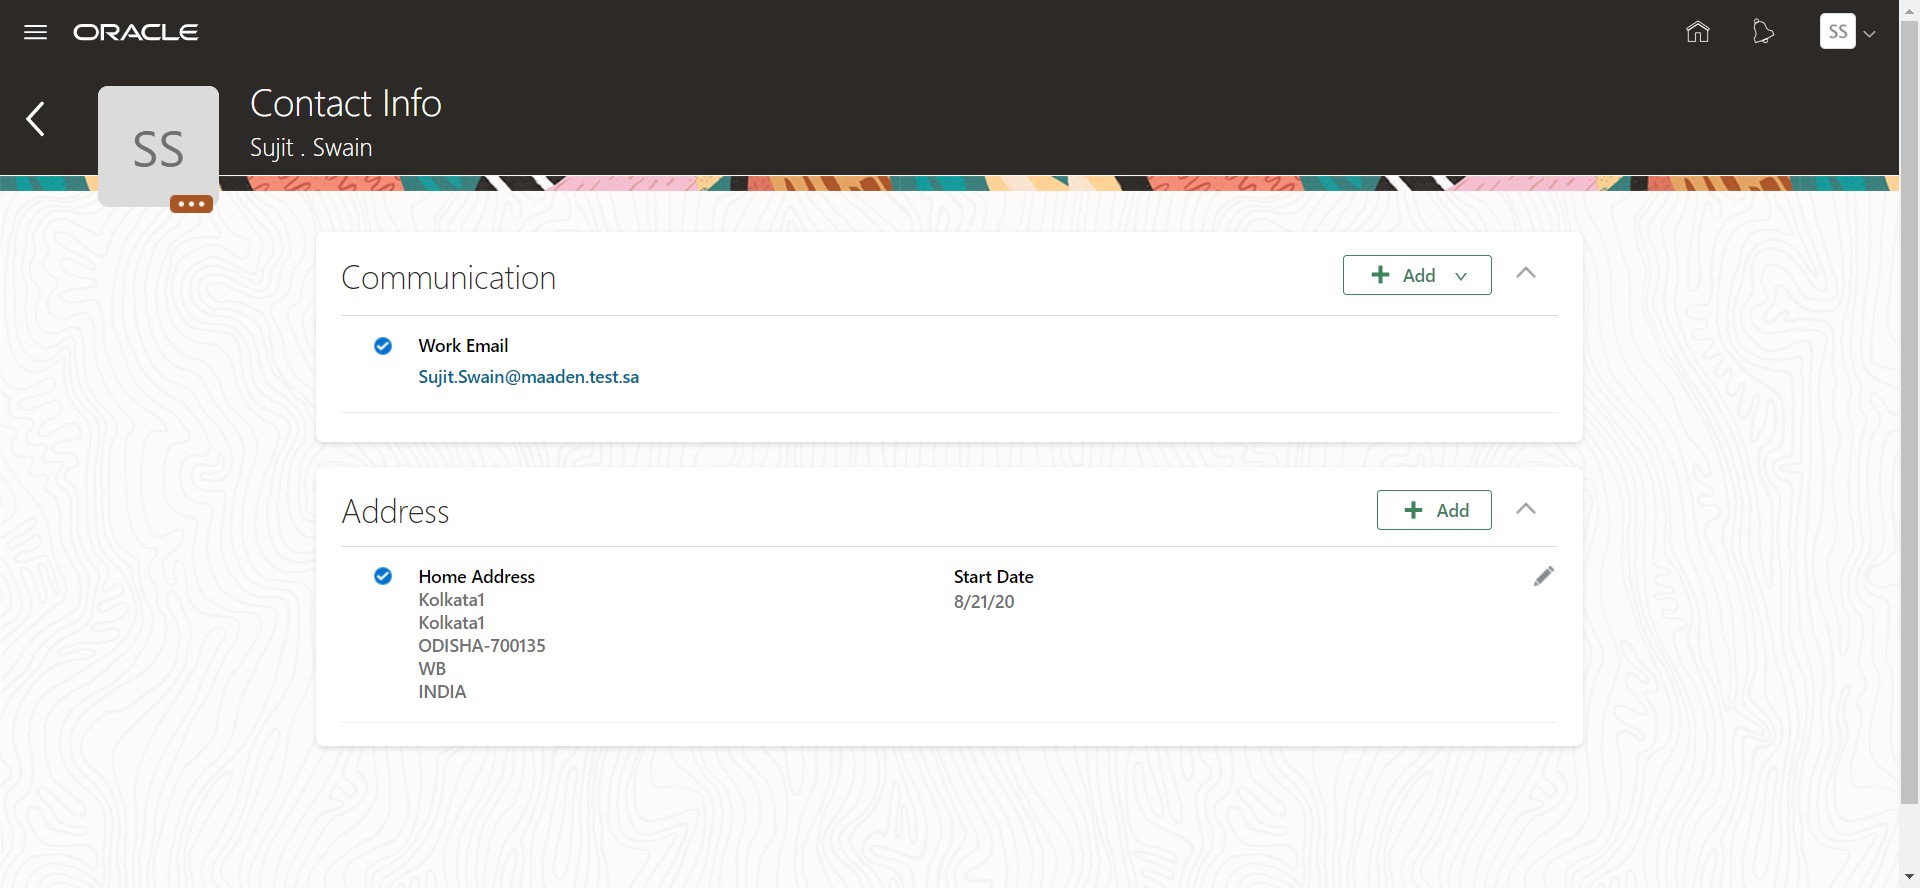 ORACLE
SS
SS
Contact Info
Sujit . Swain
Communication
Add
Work Email
Sujit.Swain@maaden.test.sa
Address
Add
Home Address
Start Date
Kolkata1
8/21/20
Kolkata1
ODISHA-700135
WB
INDIA